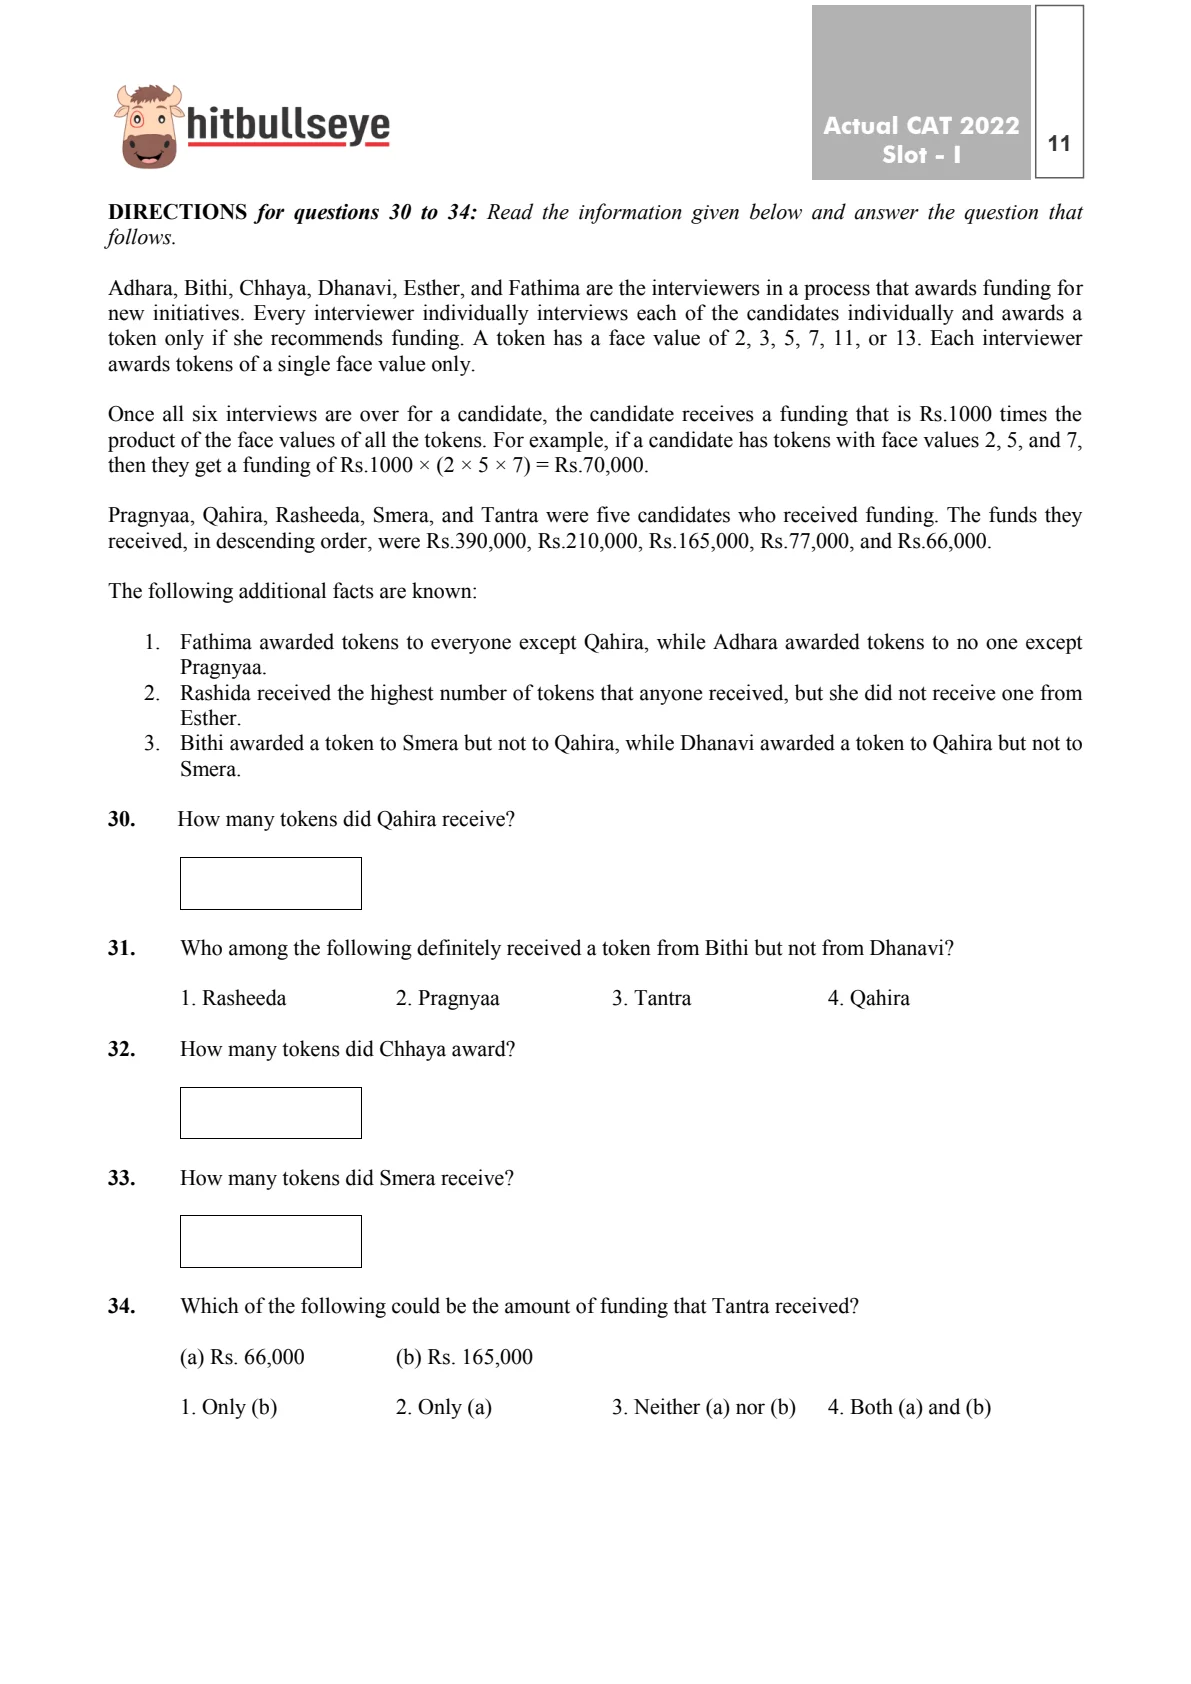 hitbullseye
Actual CAT 2022
Slot - I
11
DIRECTIONS for questions 30 to 34: Read the information given below and answer the question that
follows.
Adhara, Bithi, Chhaya, Dhanavi, Esther, and Fathima are the interviewers in a process that awards funding for
new initiatives. Every interviewer individually interviews each of the candidates individually and awards a
token only if she recommends funding. A token has a face value of 2, 3, 5, 7, 11, or 13. Each interviewer
awards tokens of a single face value only.
Once all six interviews are over for a candidate, the candidate receives a funding that is Rs.1000 times the
product of the face values of all the tokens. For example, if a candidate has tokens with face values 2, 5, and 7,
then they get a funding of Rs.1000 × (2 × 5 × 7) = Rs.70,000.
Pragnyaa, Qahira, Rasheeda, Smera, and Tantra were five candidates who received funding. The funds they
received, in descending order, were Rs.390,000, Rs.210,000, Rs.165,000, Rs.77,000, and Rs.66,000.
The following additional facts are known:
1. Fathima awarded tokens to everyone except Qahira, while Adhara awarded tokens to no one except
Pragnyaa.
2. Rashida received the highest number of tokens that anyone received, but she did not receive one from
Esther.
3. Bithi awarded a token to Smera but not to Qahira, while Dhanavi awarded a token to Qahira but not to
Smera.
30. How many tokens did Qahira receive?
31. Who among the following definitely received a token from Bithi but not from Dhanavi?
1. Rasheeda 2. Pragnyaa 3. Tantra 4. Qahira
32. How many tokens did Chhaya award?
33. How many tokens did Smera receive?
34. Which of the following could be the amount of funding that Tantra received?
(a) Rs. 66,000 (b) Rs. 165,000
1. Only (b) 2. Only (a) 3. Neither (a) nor (b) 4. Both (a) and (b)